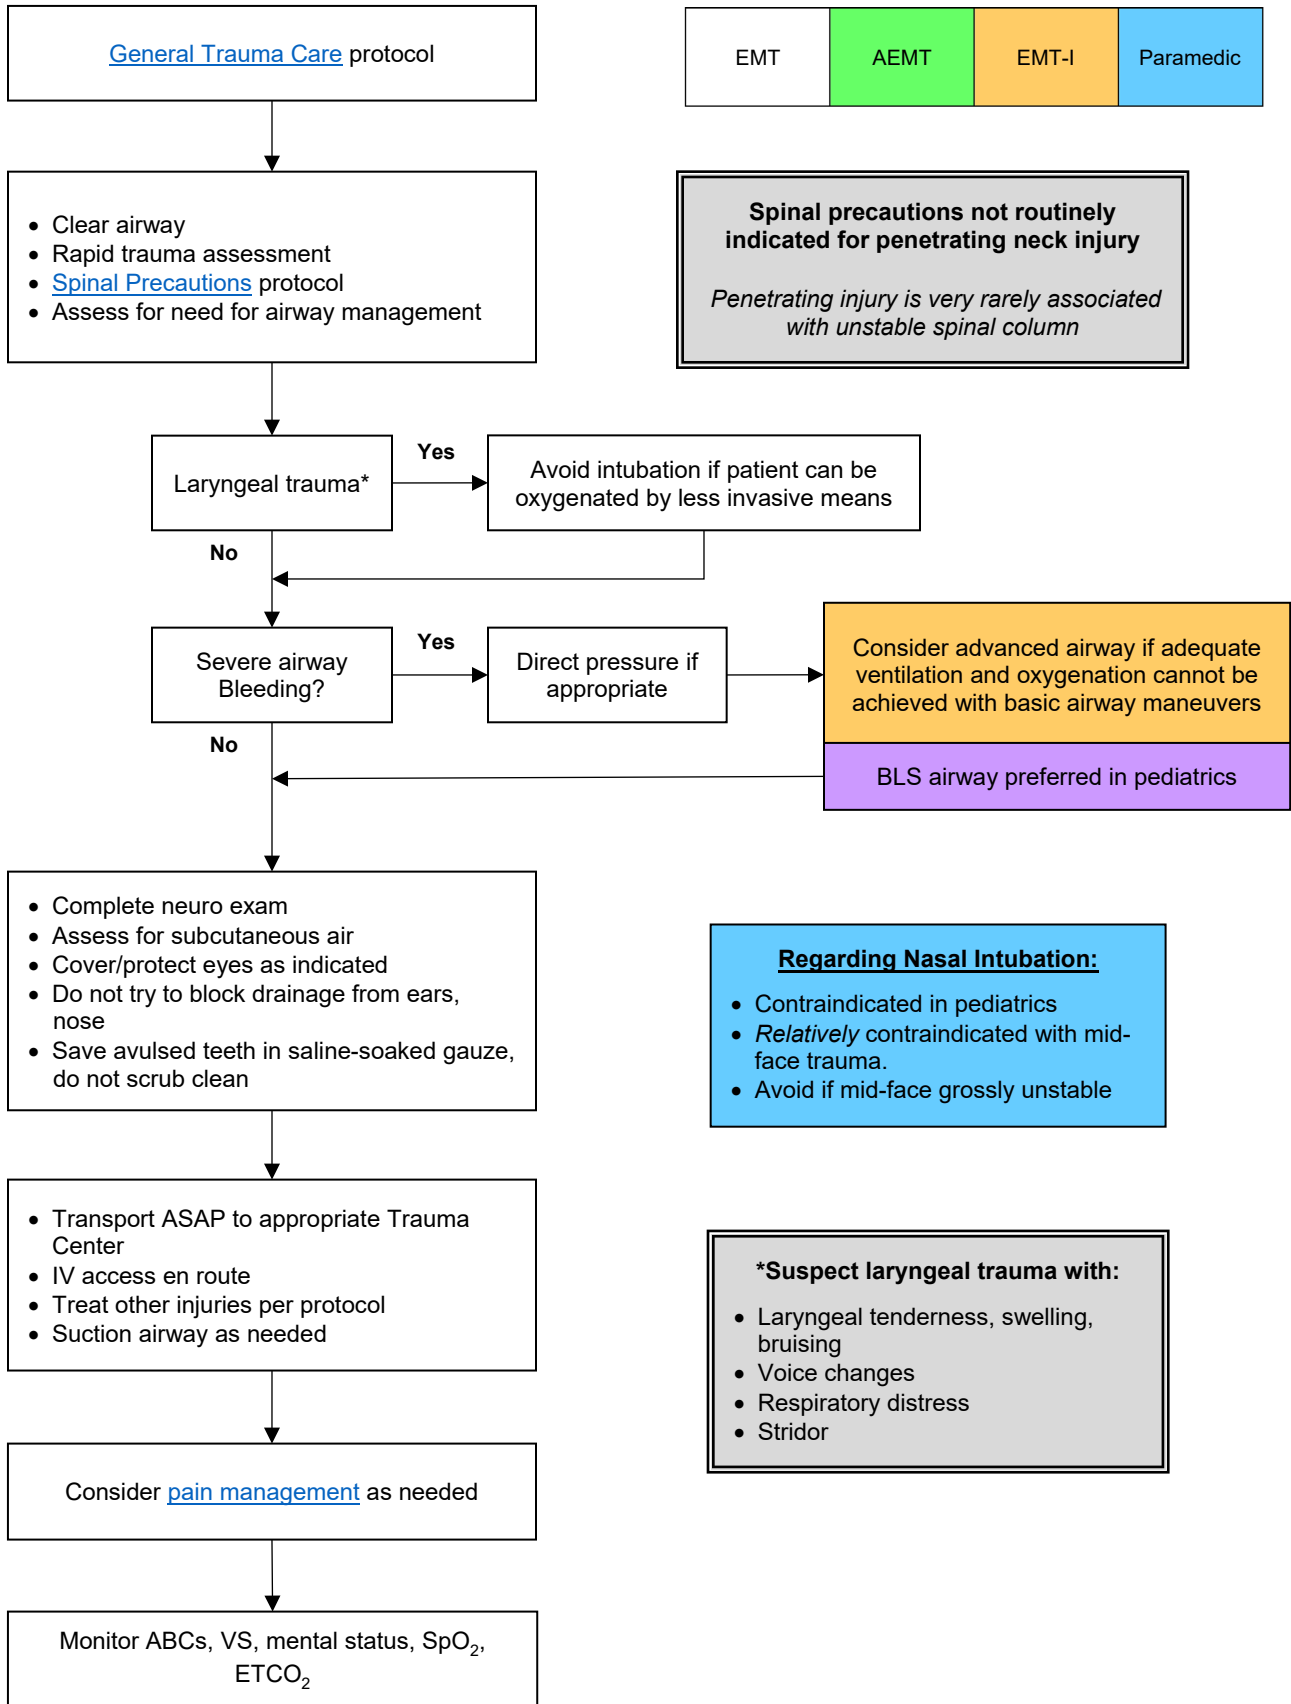 General Trauma Care protocol
EMT
AEMT
EMT-I
Paramedic
• Clear airway
• Rapid trauma assessment
• Spinal Precautions protocol
• Assess for need for airway management
Spinal precautions not routinely
indicated for penetrating neck injury
Penetrating injury is very rarely associated
with unstable spinal column
Laryngeal trauma*
Yes
Avoid intubation if patient can be
oxygenated by less invasive means
No
Severe airway
Bleeding?
Yes
Direct pressure if
appropriate
Consider advanced airway if adequate
ventilation and oxygenation cannot be
achieved with basic airway maneuvers
BLS airway preferred in pediatrics
No
• Complete neuro exam
• Assess for subcutaneous air
• Cover/protect eyes as indicated
• Do not try to block drainage from ears,
nose
• Save avulsed teeth in saline-soaked gauze,
do not scrub clean
Regarding Nasal Intubation:
• Contraindicated in pediatrics
• Relatively contraindicated with mid-
face trauma.
• Avoid if mid-face grossly unstable
• Transport ASAP to appropriate Trauma
Center
• IV access en route
• Treat other injuries per protocol
• Suction airway as needed
*Suspect laryngeal trauma with:
• Laryngeal tenderness, swelling,
bruising
• Voice changes
• Respiratory distress
• Stridor
Consider pain management as needed
Monitor ABCs, VS, mental status, SpO₂,
ETCO₂